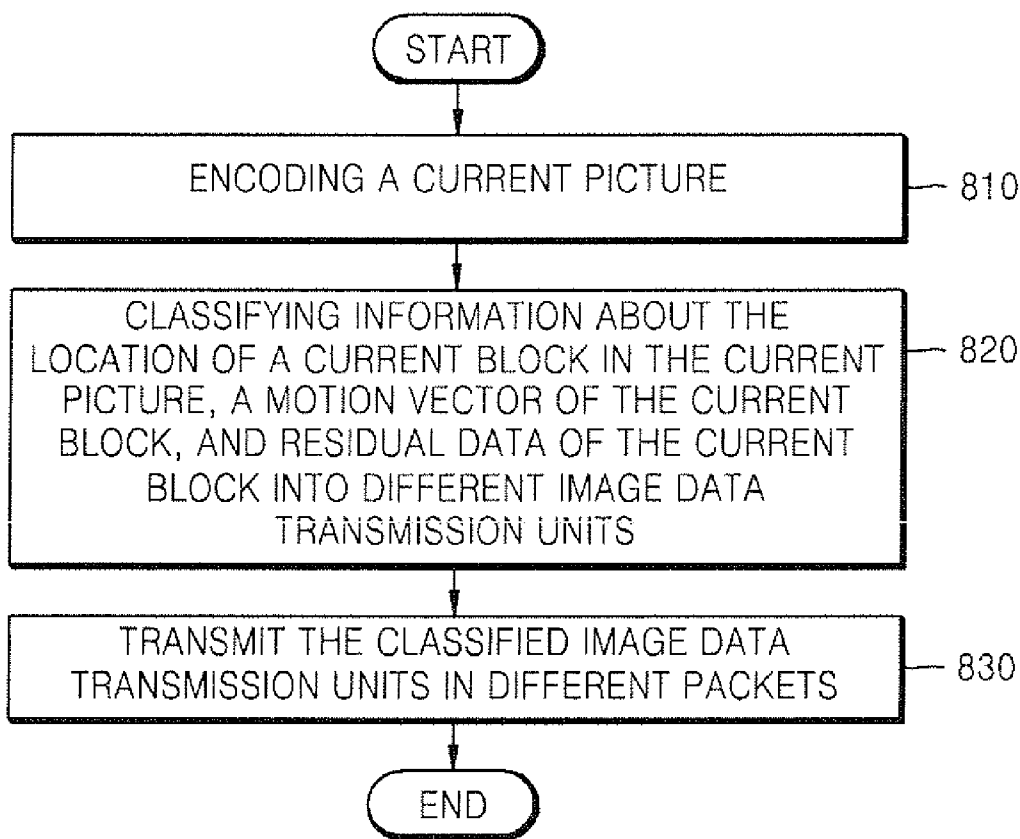 START
ENCODING A CURRENT PICTURE
810
CLASSIFYING INFORMATION ABOUT THE
LOCATION OF A CURRENT BLOCK IN THE CURRENT
PICTURE, A MOTION VECTOR OF THE CURRENT
BLOCK, AND RESIDUAL DATA OF THE CURRENT
BLOCK INTO DIFFERENT IMAGE DATA
TRANSMISSION UNITS
820
TRANSMIT THE CLASSIFIED IMAGE DATA
TRANSMISSION UNITS IN DIFFERENT PACKETS
830
END